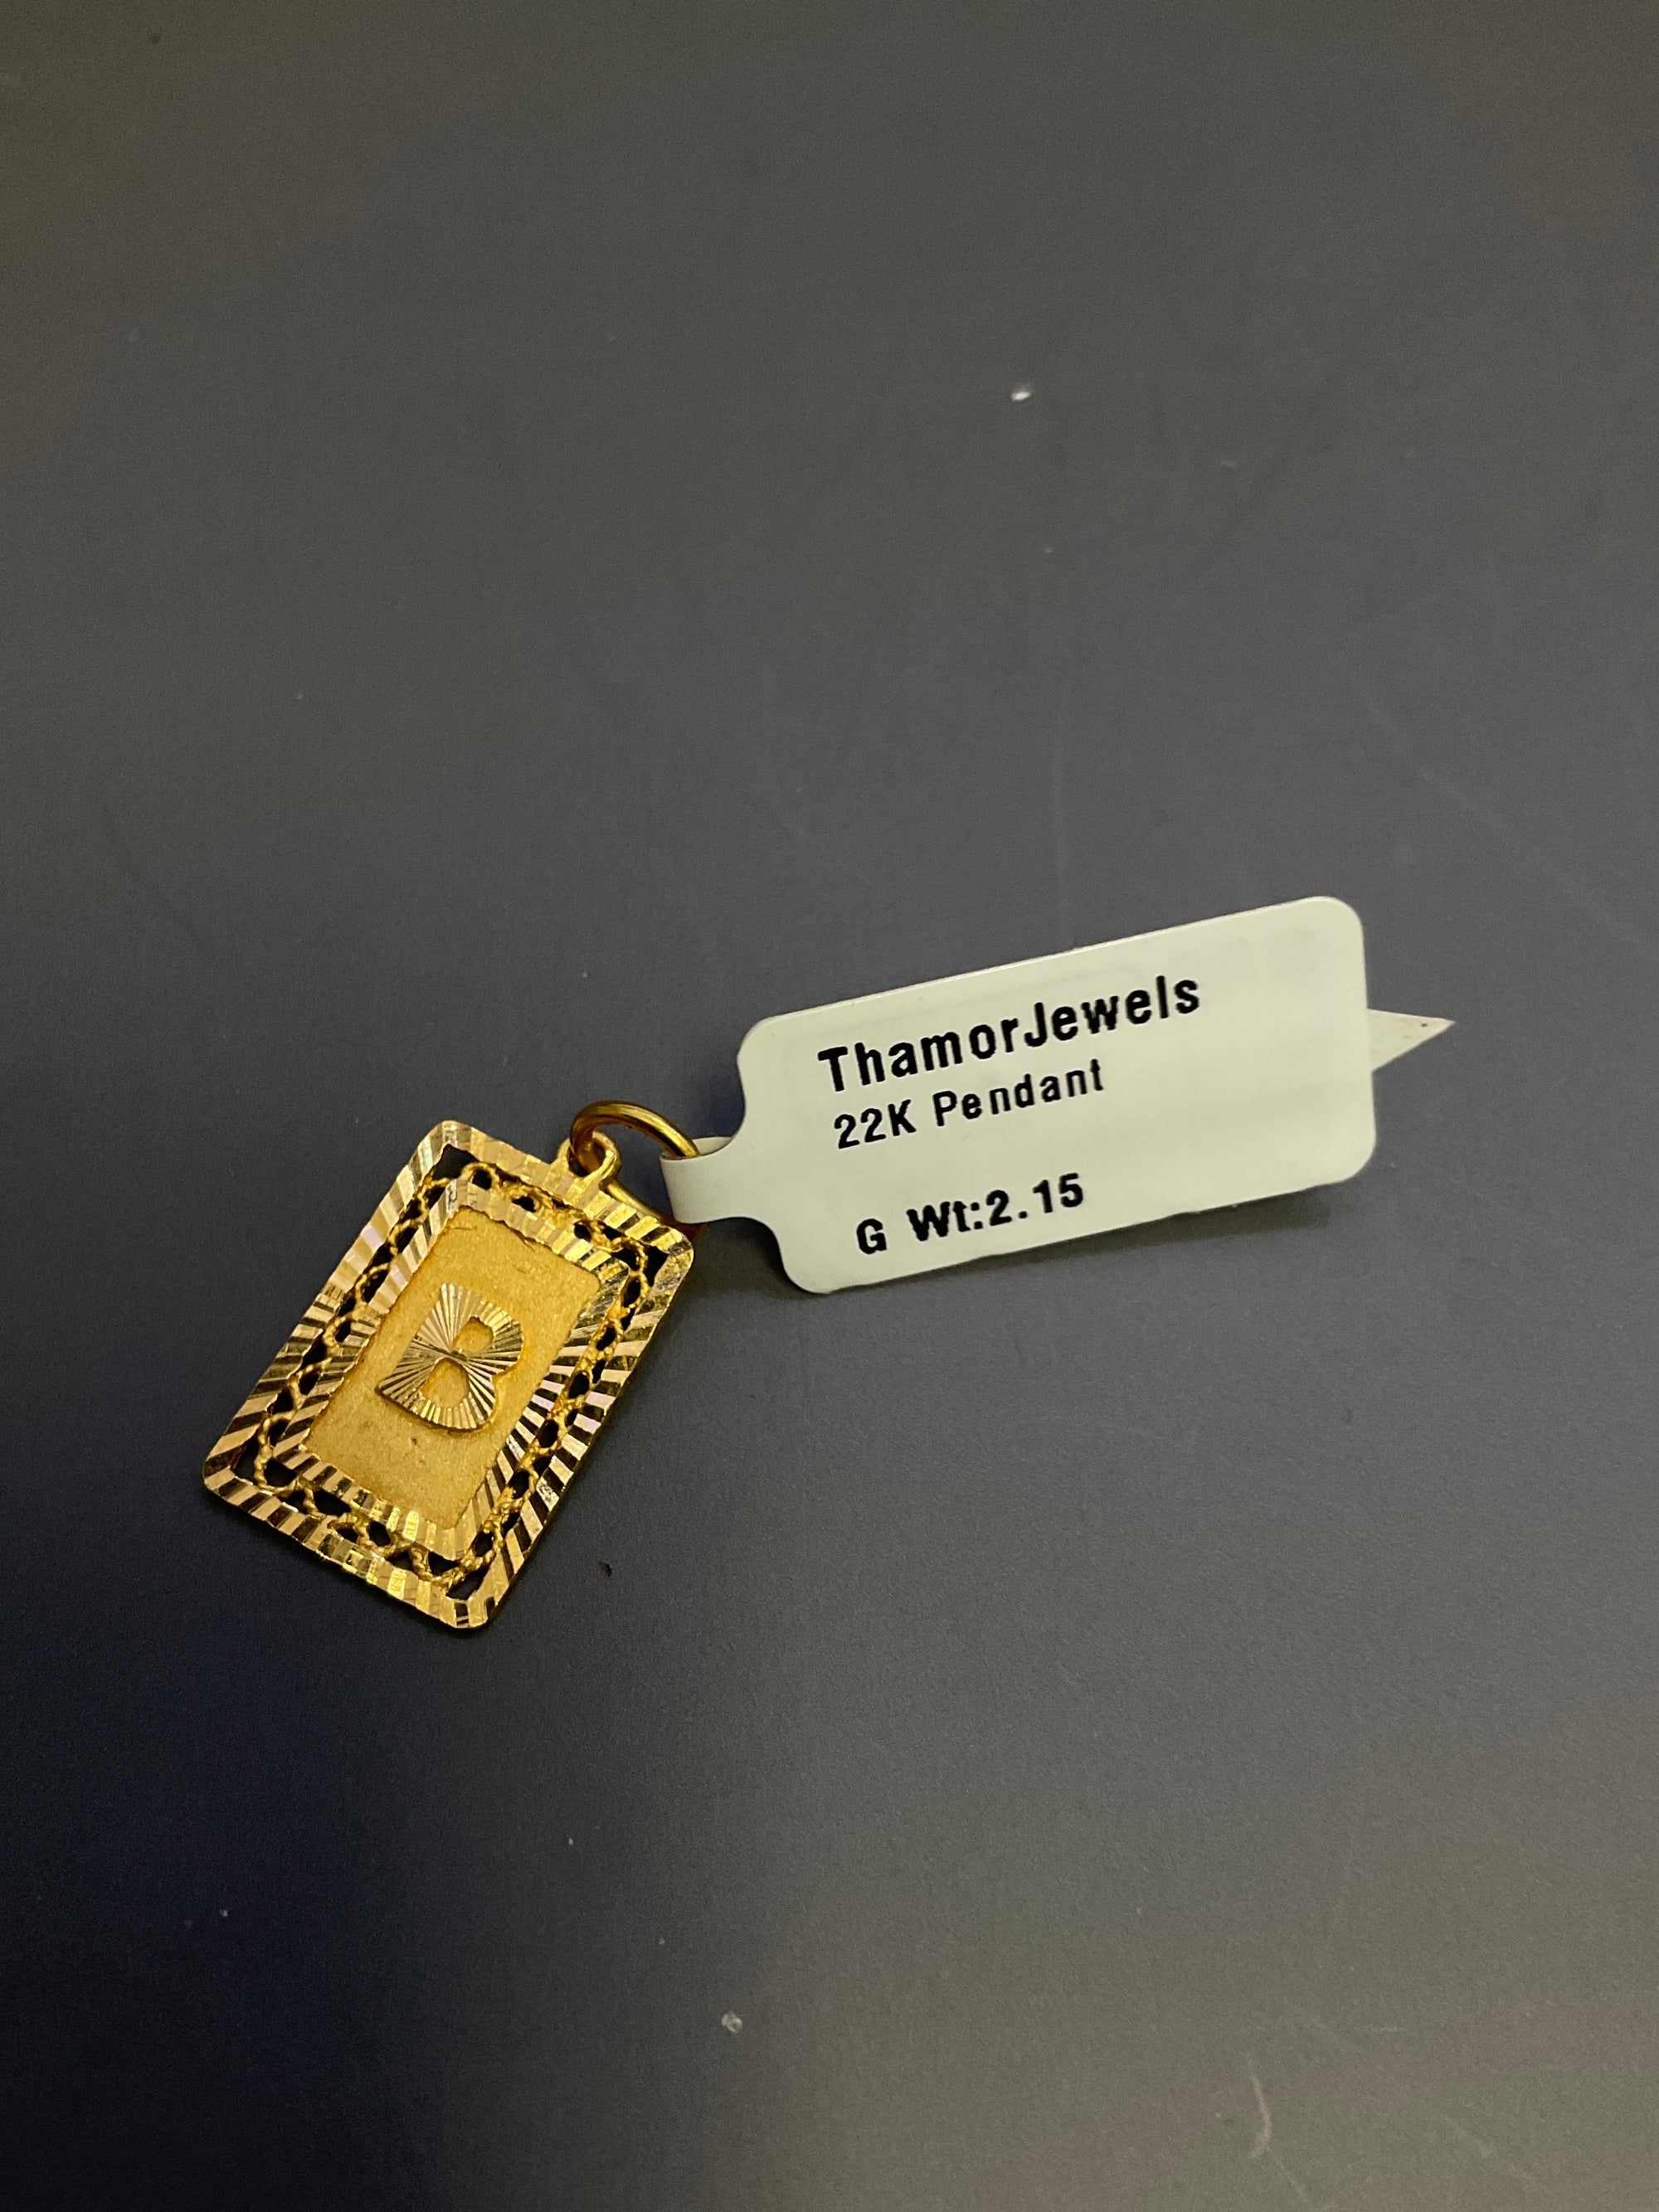 ThamorJewels
22K Pendant
G Wt:2.15
B